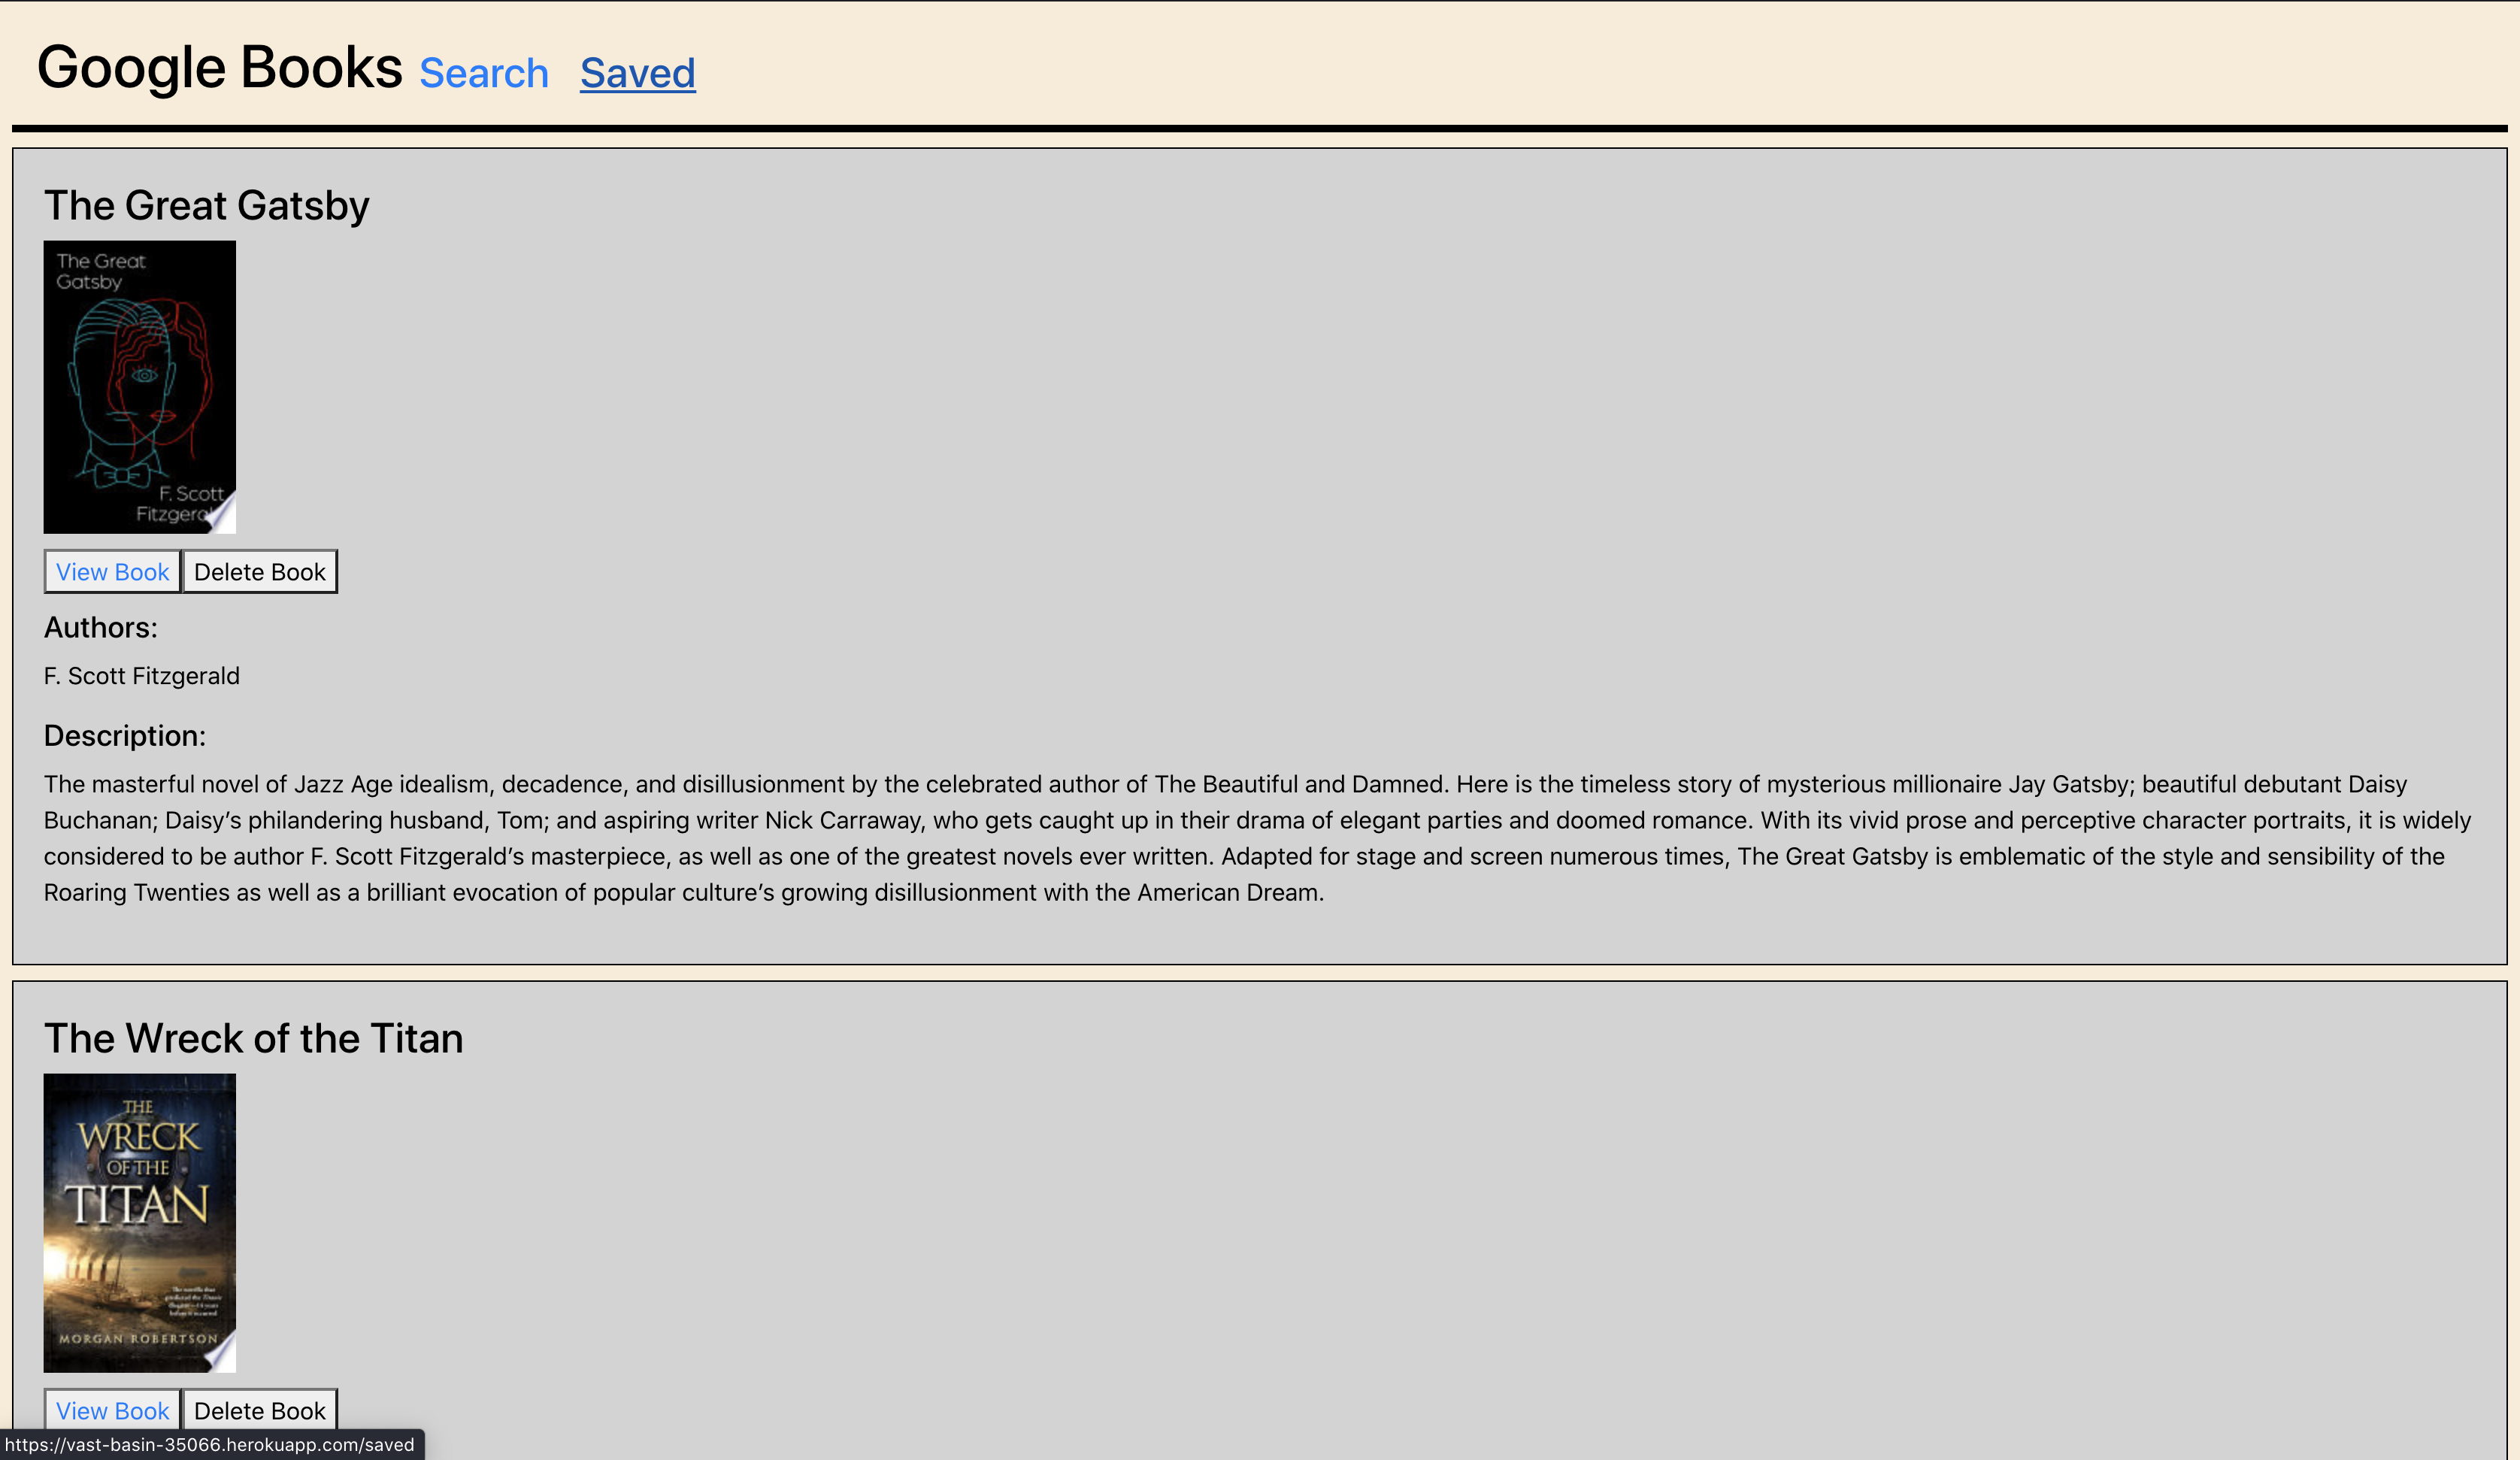 Google Books Search Saved
The Great Gatsby
The Great
Gatsby
F. Scott
View Book Delete Book
Authors:
F. Scott Fitzgerald
Description:
The masterful novel of Jazz Age idealism, decadence, and disillusionment by the celebrated author of The Beautiful and Damned. Here is the timeless story of mysterious millionaire Jay Gatsby; beautiful debutant Daisy
Buchanan; Daisy’s philandering husband, Tom; and aspiring writer Nick Carraway, who gets caught up in their drama of elegant parties and doomed romance. With its vivid prose and perceptive character portraits, it is widely
considered to be author F. Scott Fitzgerald’s masterpiece, as well as one of the greatest novels ever written. Adapted for stage and screen numerous times, The Great Gatsby is emblematic of the style and sensibility of the
Roaring Twenties as well as a brilliant evocation of popular culture’s growing disillusionment with the American Dream.
The Wreck of the Titan
THE
WRECK
OF THE
TITAN
MORGAN ROBERTSON
View Book Delete Book
https://vast-basin-35066.herokuapp.com/saved